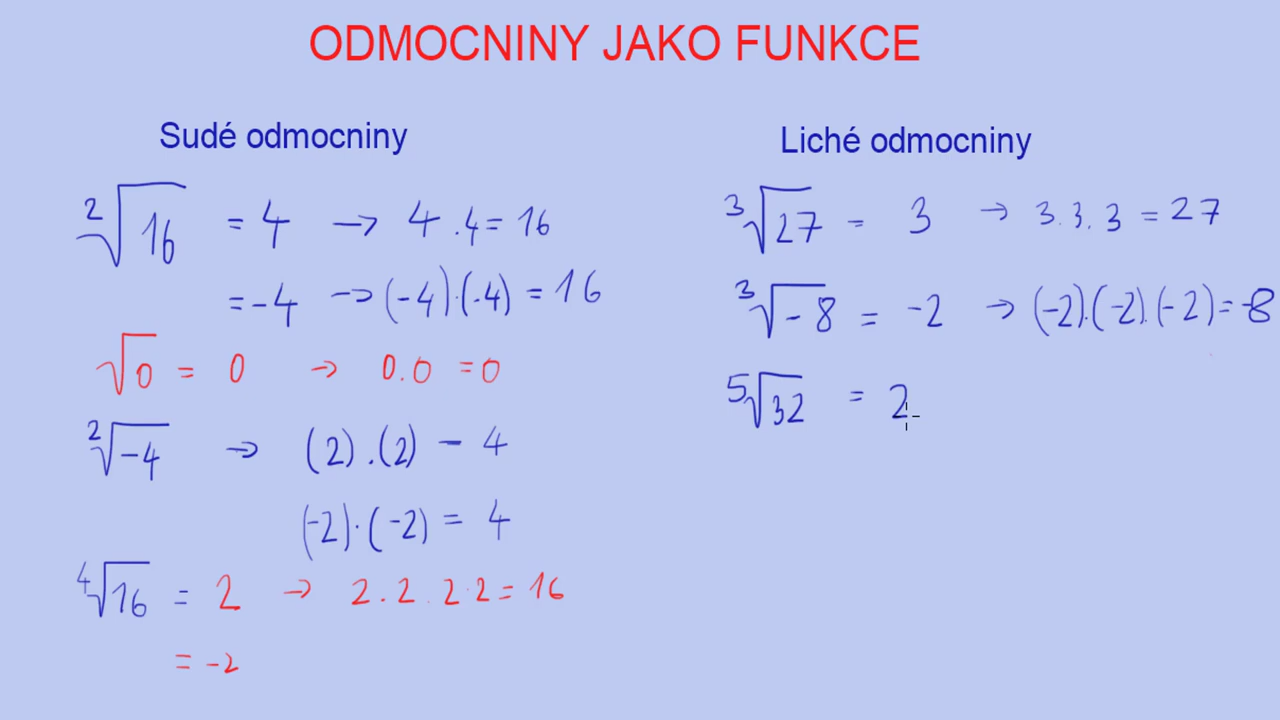 ODMOCNINY JAKO FUNKCE
Sudé odmocniny
²√16 = 4 → 4 . 4 = 16
= -4 → (-4) . (-4) = 16
√0 = 0 → 0 . 0 = 0
²√-4 → (2) . (2) - 4
(-2) . (-2) = 4
⁴√16 = 2 → 2 . 2 . 2 . 2 = 16
= -2
Liché odmocniny
³√27 = 3 → 3 . 3 . 3 = 27
³√-8 = -2 → (-2) . (-2) . (-2) = -8
⁵√32 = 2